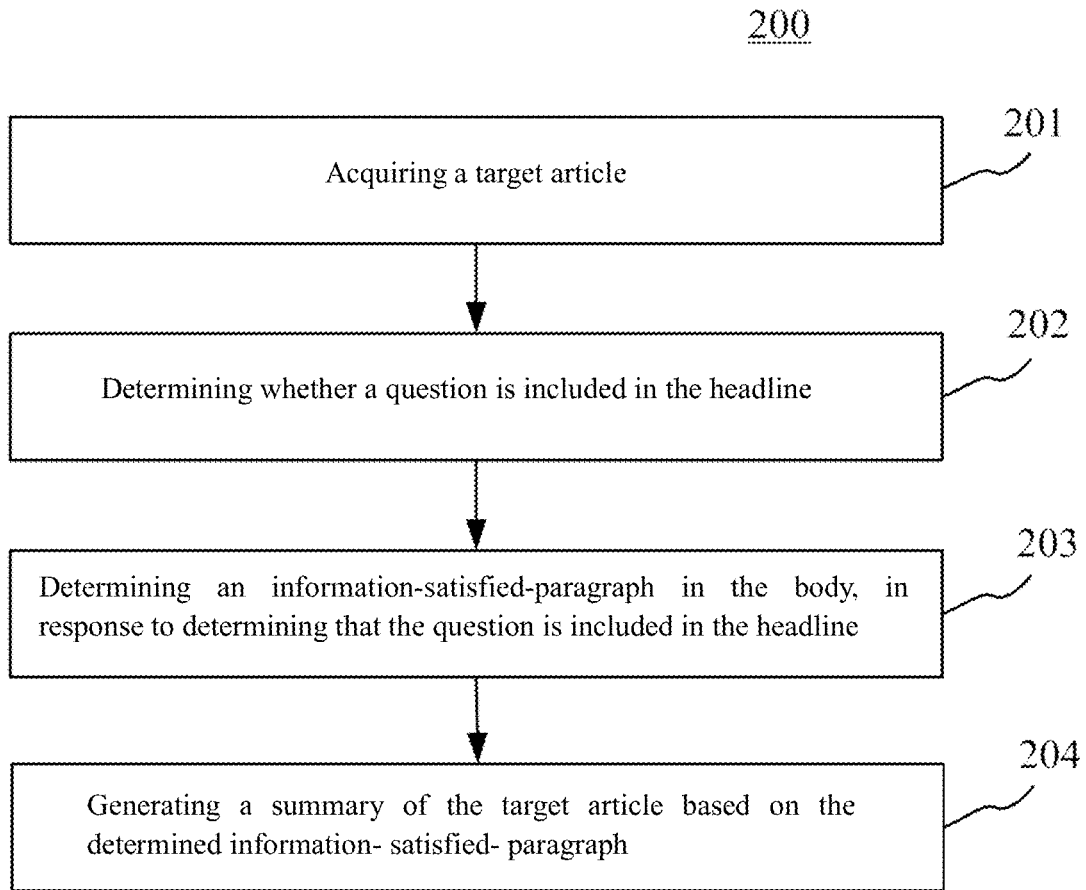 200
201
Acquiring a target article
202
Determining whether a question is included in the headline
203
Determining an information-satisfied-paragraph in the body, in
response to determining that the question is included in the headline
204
Generating a summary of the target article based on the
determined information- satisfied- paragraph